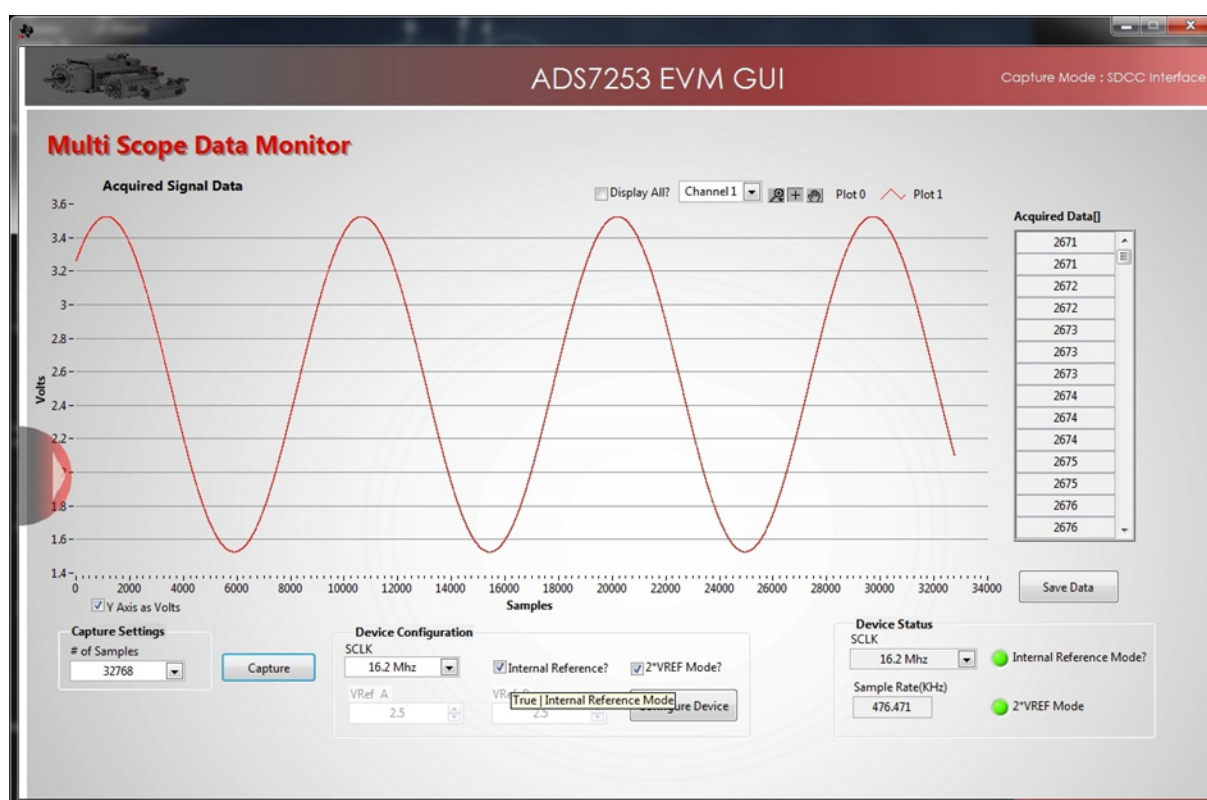 ADS7253 EVM GUI
Capture Mode : SDCC Interface
Multi Scope Data Monitor
Acquired Signal Data
Display All?
Channel 1
Plot 0
Plot 1
Acquired Data[]
3.6
3.4
3.2
3
2.8
2.6
2.4
2.2
2
1.8
1.6
1.4
Volts
0
2000
4000
6000
8000
10000
12000
14000
16000
18000
20000
22000
24000
26000
28000
30000
32000
34000
Samples
2671
2671
2672
2672
2673
2673
2673
2674
2674
2674
2675
2675
2676
2676
Save Data
Y Axis as Volts
Capture Settings
# of Samples
32768
Capture
Device Configuration
SCLK
16.2 Mhz
Internal Reference?
2*VREF Mode?
VRef A
2.5
True | Internal Reference Mode
2.5
Device
Device Status
SCLK
16.2 Mhz
Internal Reference Mode?
Sample Rate(KHz)
476.471
2*VREF Mode